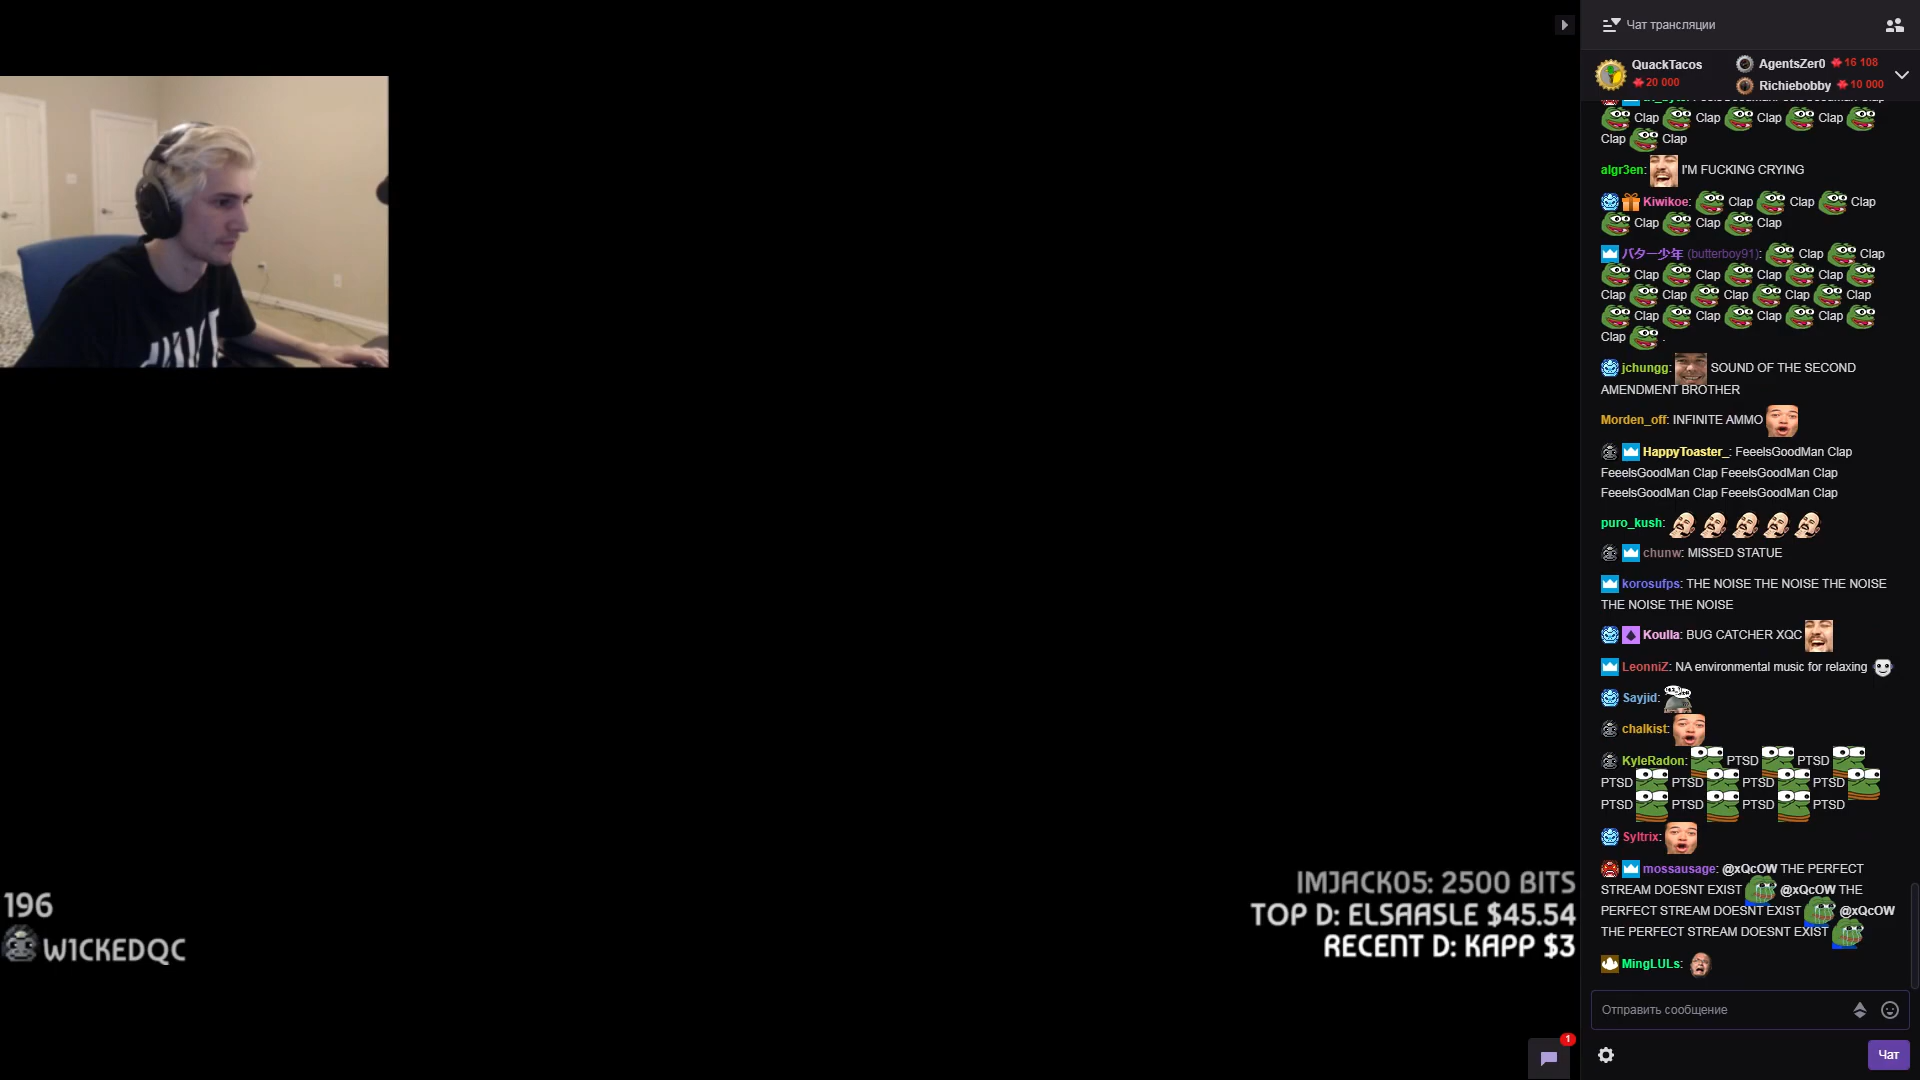 Чат трансляции
QuackTacos
20 000
AgentsZer0 16 108
Richiebobby 10 000
Clap Clap Clap Clap
Clap Clap
algr3en: I'M FUCKING CRYING
Kiwikoe: Clap Clap Clap
Clap Clap Clap
バター少年 (butterboy91): Clap Clap
Clap Clap Clap Clap
Clap Clap Clap Clap Clap
Clap Clap Clap Clap
Clap .
jchungg: SOUND OF THE SECOND
AMENDMENT BROTHER
Morden_off: INFINITE AMMO
HappyToaster_: FeeelsGoodMan Clap
FeeelsGoodMan Clap FeeelsGoodMan Clap
FeeelsGoodMan Clap FeeelsGoodMan Clap
puro_kush:
chunw: MISSED STATUE
korosufps: THE NOISE THE NOISE THE NOISE
THE NOISE THE NOISE
Koulla: BUG CATCHER XQC
LeonniZ: NA environmental music for relaxing
Sayjid:
chalkist:
KyleRadon: PTSD PTSD
PTSD PTSD PTSD PTSD
PTSD PTSD PTSD PTSD
Syltrix:
mossausage: @xQcOW THE PERFECT
STREAM DOESNT EXIST @xQcOW THE
PERFECT STREAM DOESNT EXIST @xQcOW
THE PERFECT STREAM DOESNT EXIST
MingLULs:
Отправить сообщение
Чат
1
196
W1CKEDQC
IMJACK05: 2500 BITS
TOP D: ELSAASLE $45.54
RECENT D: KAPP $3